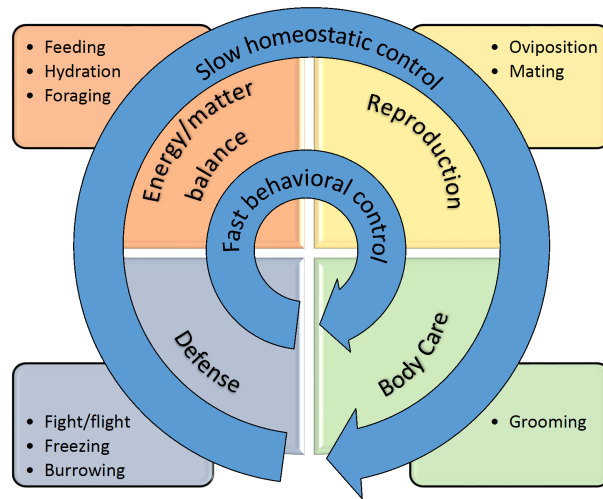 Feeding
Hydration
Foraging
Oviposition
Mating
Slow homeostatic control
Energy/matter
balance
Reproduction
Fast behavioral control
Defense
Body Care
Fight/flight
Freezing
Burrowing
Grooming